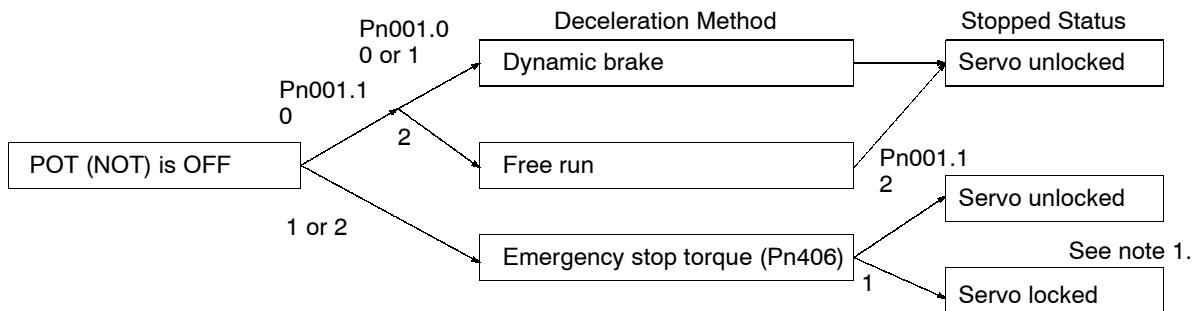 Deceleration Method
Stopped Status
Pn001.0
0 or 1
Dynamic brake
Servo unlocked
Pn001.1
0
2
POT (NOT) is OFF
Free run
Pn001.1
2
Servo unlocked
1 or 2
Emergency stop torque (Pn406)
See note 1.
1
Servo locked